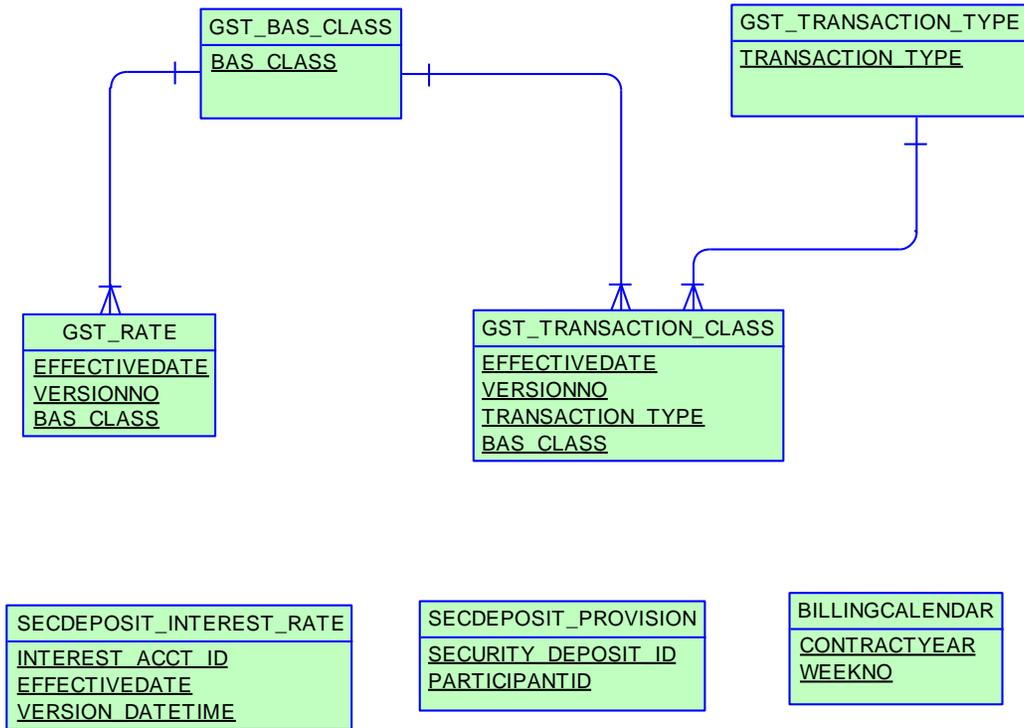 GST_BAS_CLASS
BAS_CLASS
GST_TRANSACTION_TYPE
TRANSACTION_TYPE
GST_RATE
EFFECTIVEDATE
VERSIONNO
BAS_CLASS
GST_TRANSACTION_CLASS
EFFECTIVEDATE
VERSIONNO
TRANSACTION_TYPE
BAS_CLASS
SECDEPOSIT_INTEREST_RATE
INTEREST_ACCT_ID
EFFECTIVEDATE
VERSION_DATETIME
SECDEPOSIT_PROVISION
SECURITY_DEPOSIT_ID
PARTICIPANTID
BILLINGCALENDAR
CONTRACTYEAR
WEEKNO